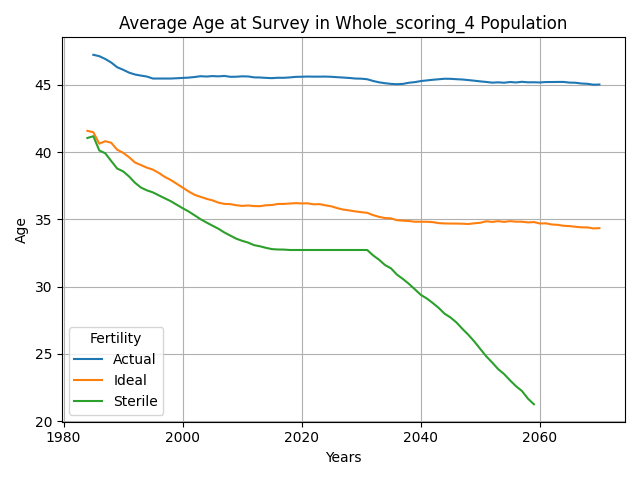 Average Age at Survey in Whole_scoring_4 Population
Age
45
40
35
30
25
20
Fertility
Actual
Ideal
Sterile
1980
2000
2020
2040
2060
Years